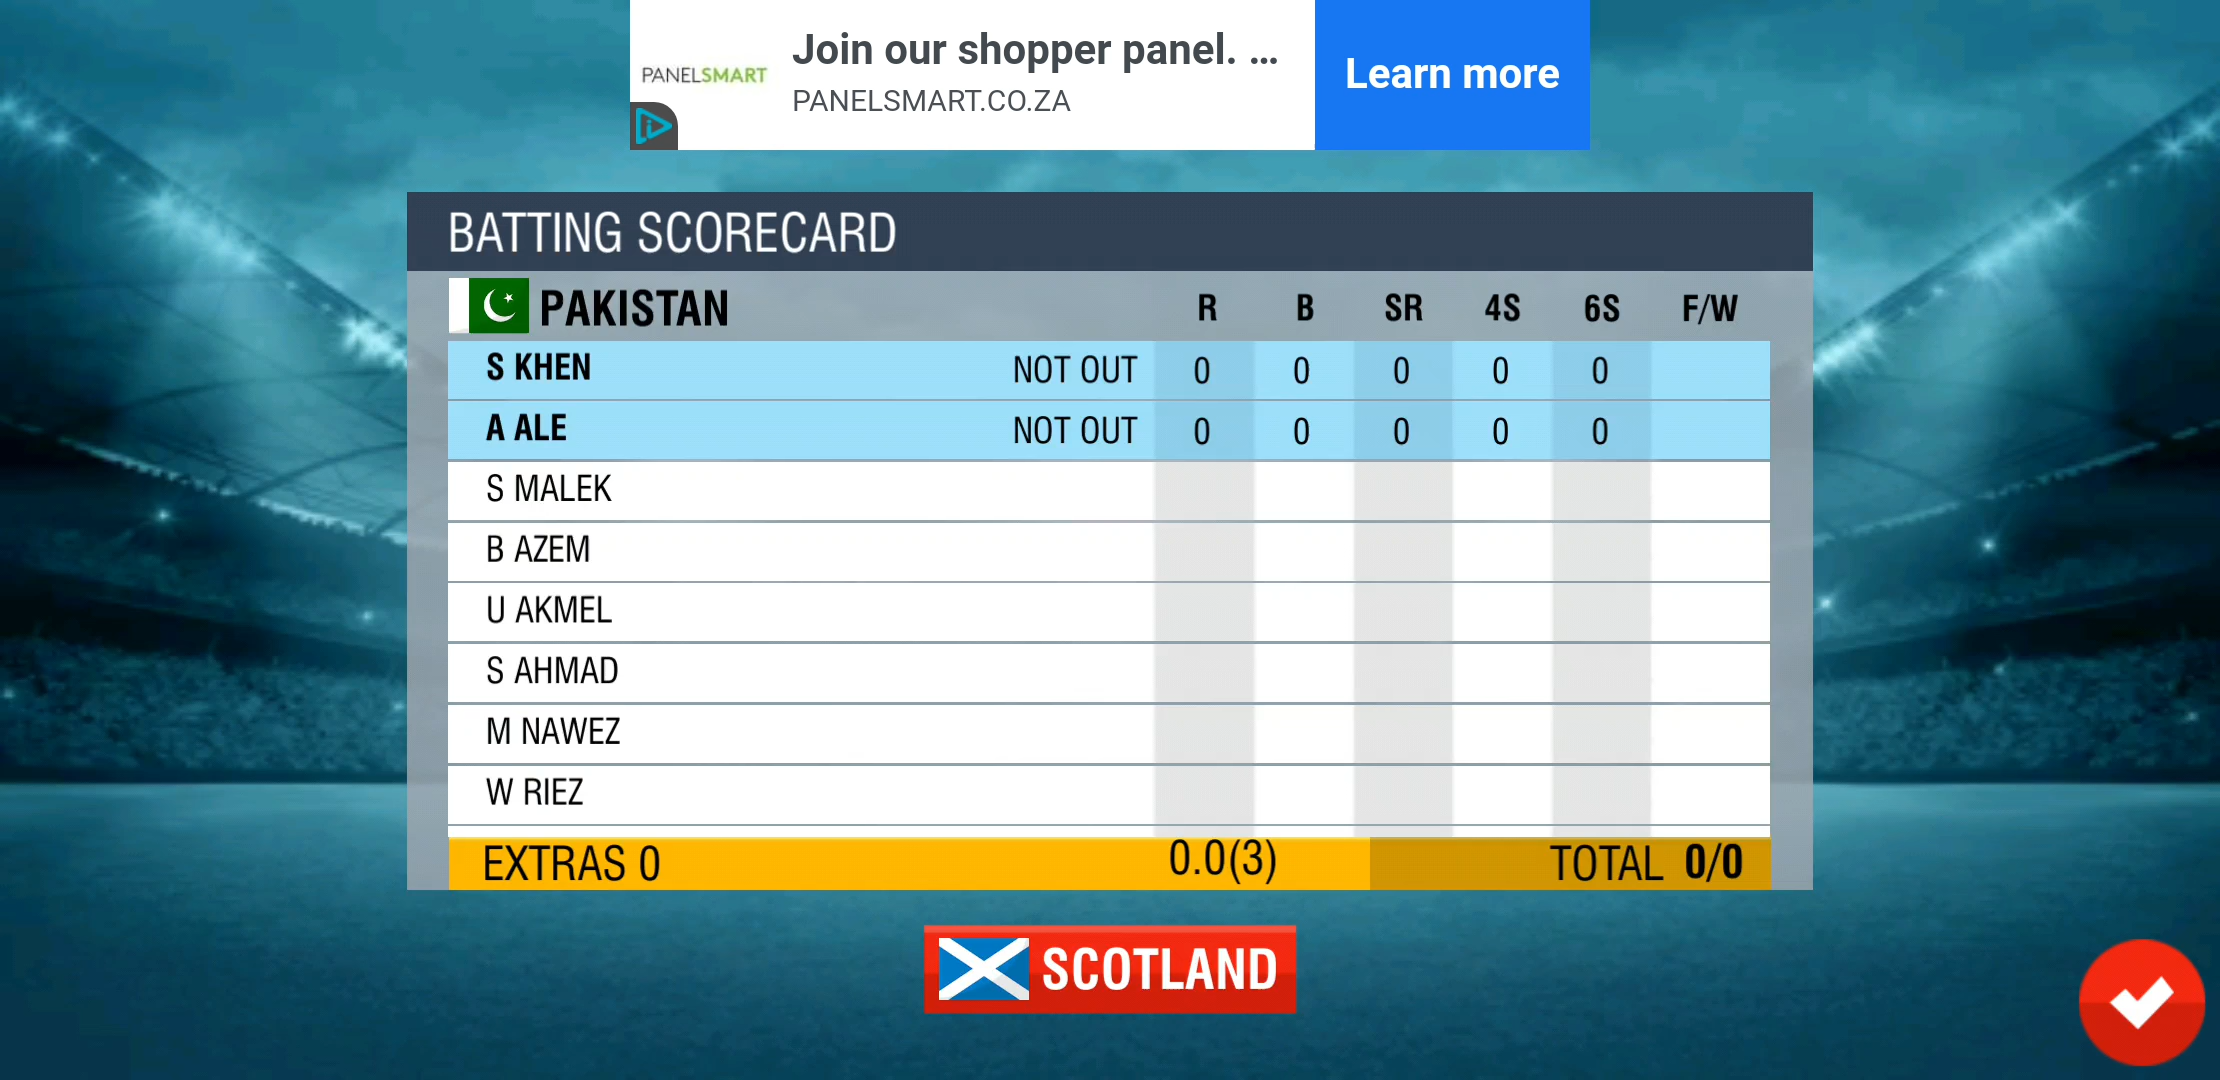 Join our shopper panel. ...
PANELSMART
PANELSMART.CO.ZA
Learn more
BATTING SCORECARD
PAKISTAN R B SR 4S 6S F/W
S KHEN NOT OUT 0 0 0 0 0
A ALE NOT OUT 0 0 0 0 0
S MALEK
B AZEM
U AKMEL
S AHMAD
M NAWEZ
W RIEZ
EXTRAS 0 0.0(3) TOTAL 0/0
SCOTLAND